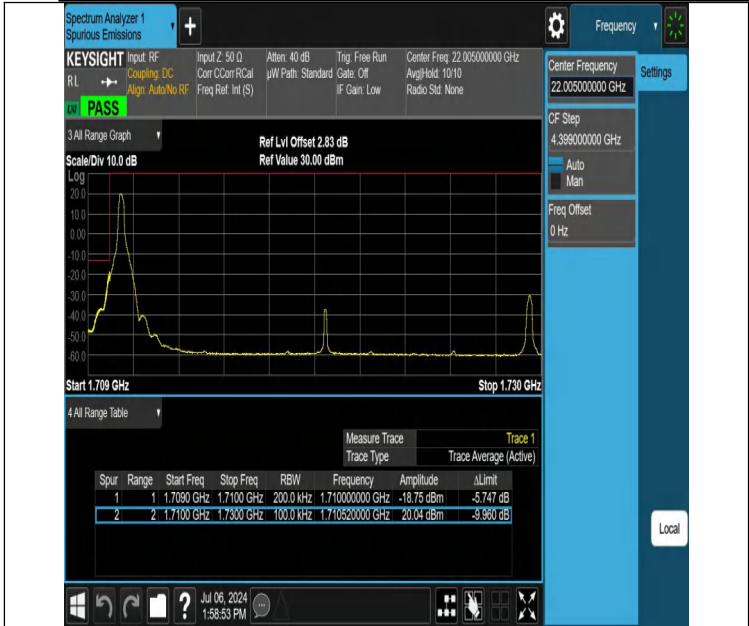 Spectrum Analyzer 1
Spurious Emissions
Frequency
KEYSIGHT
RL
PASS
Input: RF
Coupling: DC
Align: Auto/No RF
Input Z: 50 Ω
Corr CCorr RCal
Freq Ref: Int (S)
Atten: 40 dB
µW Path: Standard
Trig: Free Run
Gate: Off
IF Gain: Low
Center Freq: 22.005000000 GHz
Avg|Hold: 10/10
Radio Std: None
Center Frequency
22.005000000 GHz
Settings
CF Step
4.399000000 GHz
Auto
Man
Freq Offset
0 Hz
3 All Range Graph
Scale/Div 10.0 dB
Ref Lvl Offset 2.83 dB
Ref Value 30.00 dBm
Log
20.0
10.0
0.00
-10.0
-20.0
-30.0
-40.0
-50.0
-60.0
Start 1.709 GHz
Stop 1.730 GHz
4 All Range Table
Measure Trace Trace 1
Trace Type Trace Average (Active)
Spur Range Start Freq Stop Freq RBW Frequency Amplitude ΔLimit
1 1 1.7090 GHz 1.7100 GHz 200.0 kHz 1.710000000 GHz -18.75 dBm -5.747 dB
2 2 1.7100 GHz 1.7300 GHz 100.0 kHz 1.710520000 GHz 20.04 dBm -9.960 dB
Local
Jul 06, 2024
1:58:53 PM